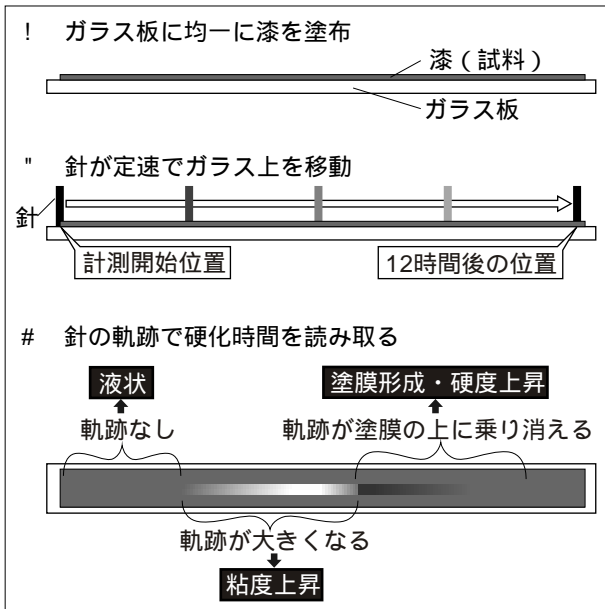 ! ガラス板に均一に漆を塗布
漆(試料)
ガラス板
" 針が定速でガラス上を移動
針
計測開始位置
12時間後の位置
# 針の軌跡で硬化時間を読み取る
液状
塗膜形成・硬度上昇
軌跡なし
軌跡が塗膜の上に乗り消える
軌跡が大きくなる
粘度上昇